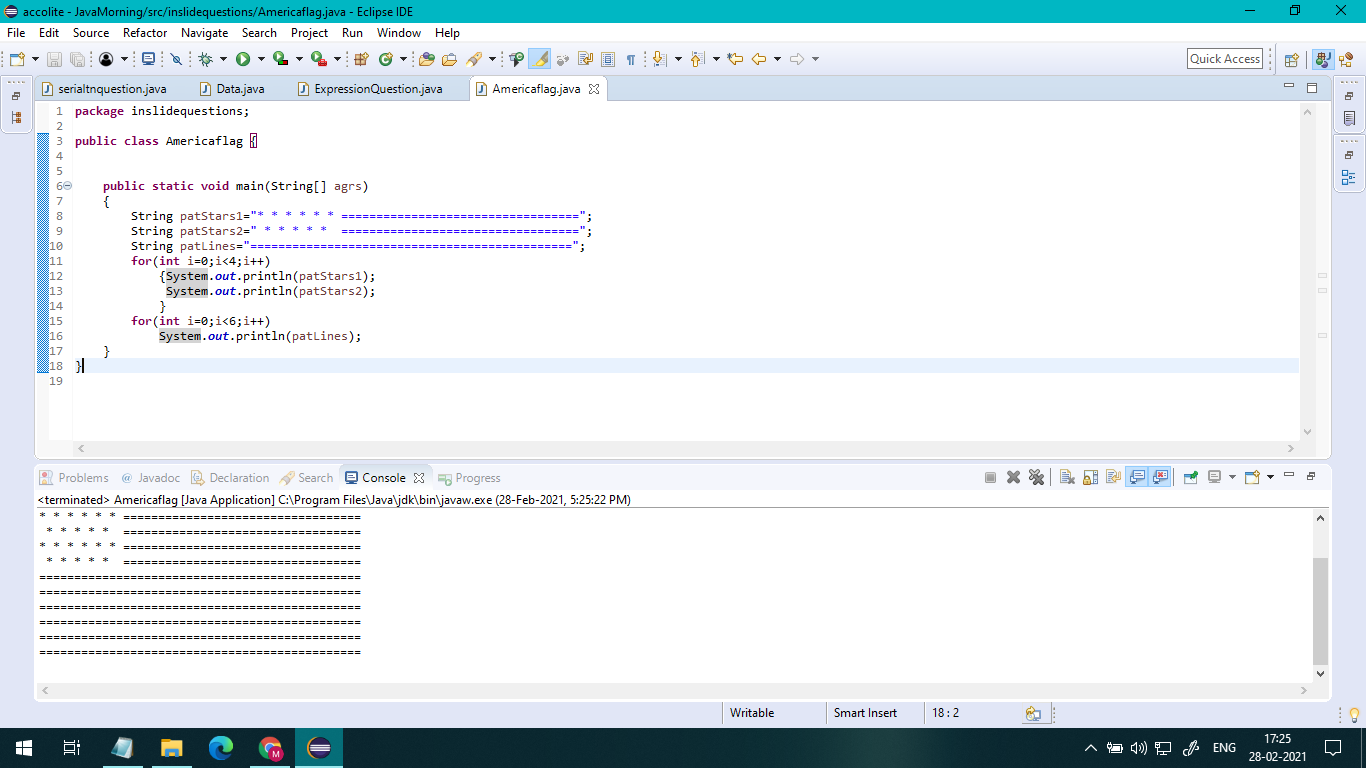 accolite - JavaMorning/src/inslidequestions/Americaflag.java - Eclipse IDE
File Edit Source Refactor Navigate Search Project Run Window Help
Quick Access
serialtnquestion.java Data.java ExpressionQuestion.java Americaflag.java
1 package inslidequestions;
2
3 public class Americaflag {
4
5
6 public static void main(String[] agrs)
7 {
8 String patStars1="* * * * * * ==================================";
9 String patStars2=" * * * * *  ==================================";
10 String patLines="==============================================";
11 for(int i=0;i<4;i++)
12 {System.out.println(patStars1);
13 System.out.println(patStars2);
14 }
15 for(int i=0;i<6;i++)
16 System.out.println(patLines);
17 }
18 }
19
Problems @ Javadoc Declaration Search Console Progress
<terminated> Americaflag [Java Application] C:\Program Files\Java\jdk\bin\javaw.exe (28-Feb-2021, 5:25:22 PM)
* * * * * * ==================================
 * * * * *  ==================================
* * * * * * ==================================
 * * * * *  ==================================
==============================================
==============================================
==============================================
==============================================
==============================================
==============================================
Writable Smart Insert 18 : 2
M ENG 17:25
28-02-2021